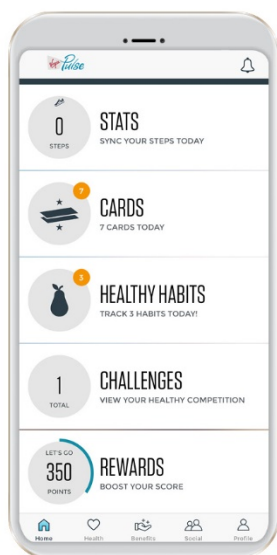 Virgin Pulse
0
STEPS
STATS
SYNC YOUR STEPS TODAY
7
CARDS
7 CARDS TODAY
3
HEALTHY HABITS
TRACK 3 HABITS TODAY!
1
TOTAL
CHALLENGES
VIEW YOUR HEALTHY COMPETITION
LET'S GO
350
POINTS
REWARDS
BOOST YOUR SCORE
Home Health Benefits Social Profile